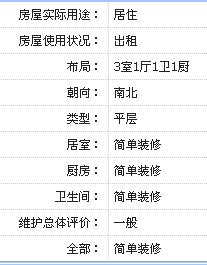 房屋实际用途： 居住
房屋使用状况： 出租
布局： 3室1厅1卫1厨
朝向： 南北
类型： 平层
居室： 简单装修
厨房： 简单装修
卫生间： 简单装修
维护总体评价： 一般
全部： 简单装修